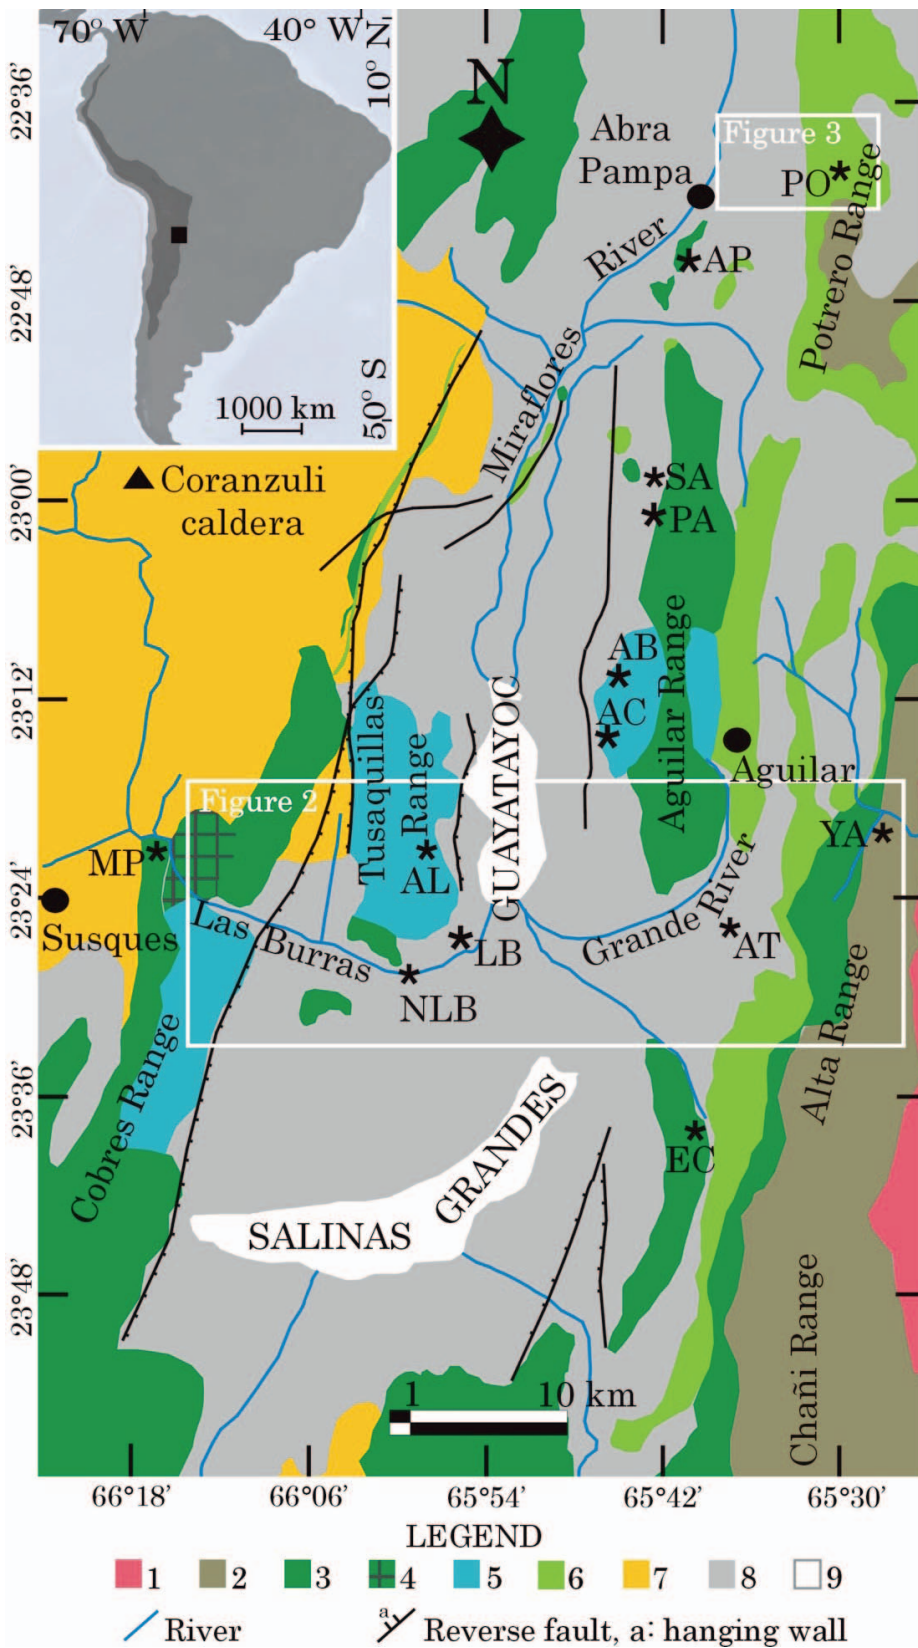 70° W
40° W
10° N
50° S
1000 km
N
Abra
Pampa
Figure 3
PO
Potrero Range
River
AP
Miraflores
22°36'
22°48'
23°00'
23°12'
23°24'
23°36'
23°48'
Coranzuli
caldera
SA
PA
AB
AC
Aguilar Range
Aguilar
Tusaquillas
Range
GUAYATAYOC
Figure 2
MP
AL
YA
Susques
Las Burras
LB
NLB
Grande River
AT
Cobres Range
Alta Range
EC
SALINAS
GRANDES
Chañi Range
1 10 km
66°18' 66°06' 65°54' 65°42' 65°30'
LEGEND
1 2 3 4 5 6 7 8 9
River
a
Reverse fault, a: hanging wall